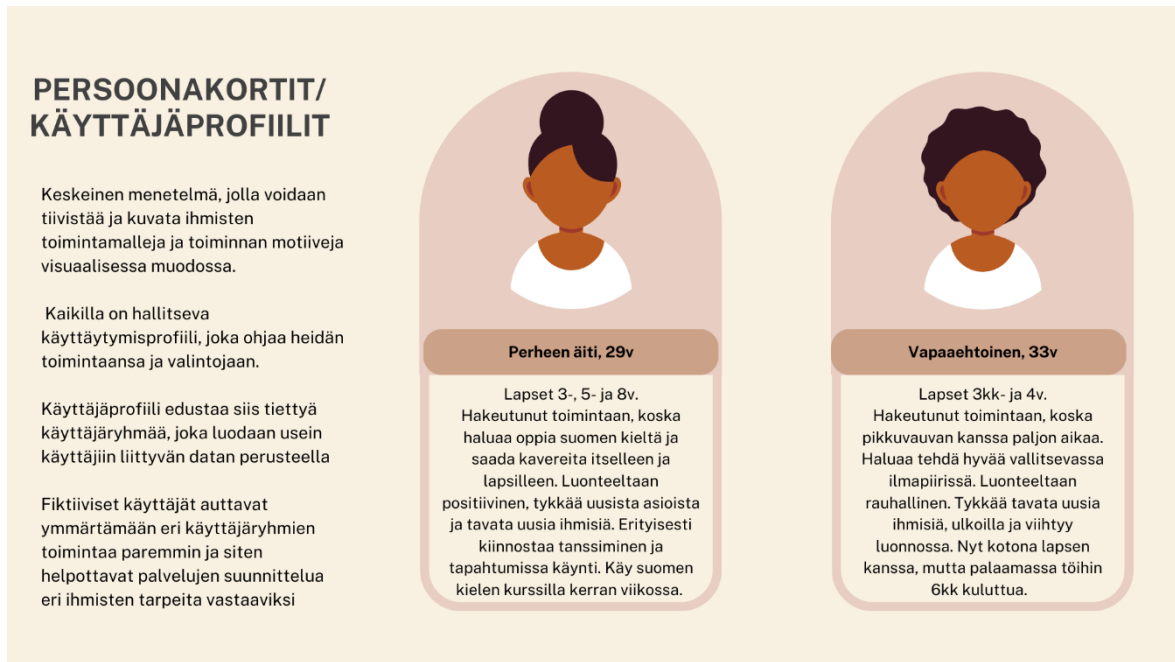 PERSOONAKORTIT/
KÄYTTÄJÄPROFIILIT
Keskeinen menetelmä, jolla voidaan
tiivistää ja kuvata ihmisten
toimintamalleja ja toiminnan motiiveja
visuaalisessa muodossa.
Kaikilla on hallitseva
käyttäytymisprofiili, joka ohjaa heidän
toimintaansa ja valintojaan.
Käyttäjäprofiili edustaa siis tiettyä
käyttäjäryhmää, joka luodaan usein
käyttäjiin liittyvän datan perusteella
Fiktiiviset käyttäjät auttavat
ymmärtämään eri käyttäjäryhmien
toimintaa paremmin ja siten
helpottavat palvelujen suunnittelua
eri ihmisten tarpeita vastaaviksi
Perheen äiti, 29v
Lapset 3-, 5- ja 8v.
Hakeutunut toimintaan, koska
haluaa oppia suomen kieltä ja
saada kavereita itselleen ja
lapsilleen. Luonteeltaan
positiivinen, tykkää uusista asioista
ja tavata uusia ihmisiä. Erityisesti
kiinnostaa tanssiminen ja
tapahtumissa käynti. Käy suomen
kielen kurssilla kerran viikossa.
Vapaaehtoinen, 33v
Lapset 3kk- ja 4v.
Hakeutunut toimintaan, koska
pikkuvauvan kanssa paljon aikaa.
Haluaa tehdä hyvää vallitsevassa
ilmapiirissä. Luonteeltaan
rauhallinen. Tykkää tavata uusia
ihmisiä, ulkoilla ja viihtyy
luonnossa. Nyt kotona lapsen
kanssa, mutta palaamassa töihin
6kk kuluttua.